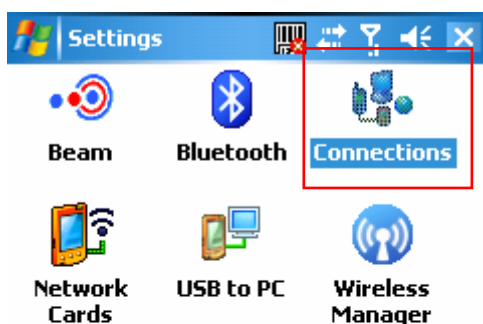 Settings
Beam Bluetooth Connections
Network USB to PC Wireless
Cards Manager